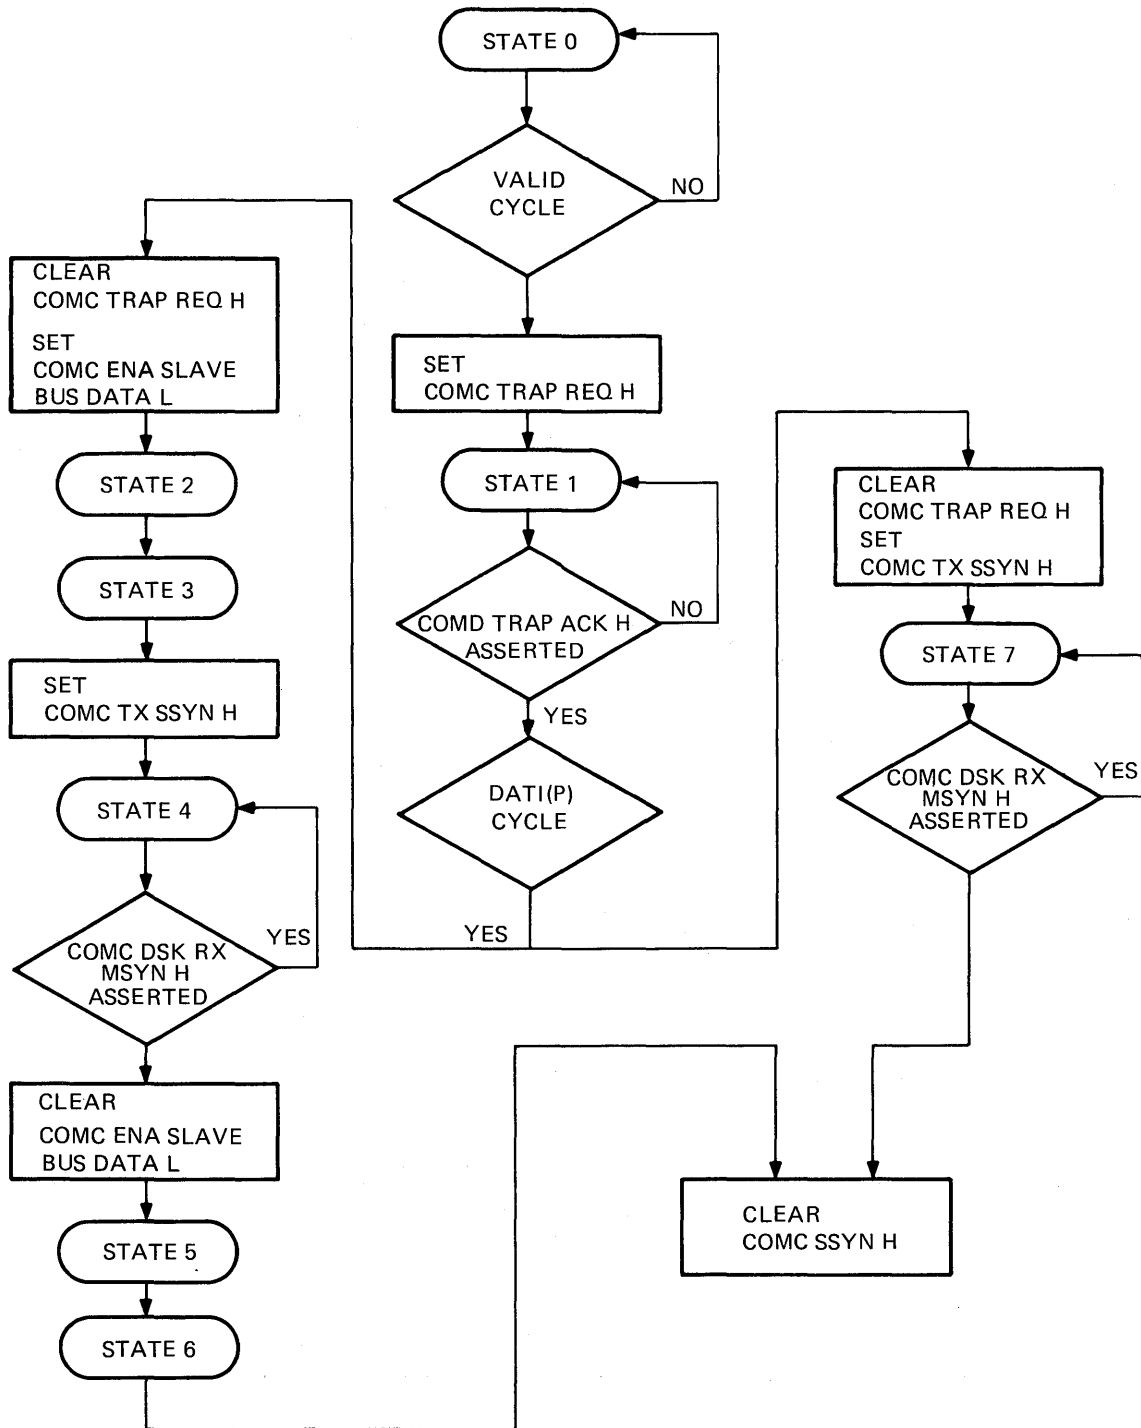 STATE 0
VALID
CYCLE
NO
SET
COMC TRAP REQ H
STATE 1
COMD TRAP ACK H
ASSERTED
NO
YES
DATI(P)
CYCLE
YES
CLEAR
COMC TRAP REQ H
SET
COMC ENA SLAVE
BUS DATA L
STATE 2
STATE 3
SET
COMC TX SSYN H
STATE 4
COMC DSK RX
MSYN H
ASSERTED
YES
CLEAR
COMC ENA SLAVE
BUS DATA L
STATE 5
STATE 6
CLEAR
COMC TRAP REQ H
SET
COMC TX SSYN H
STATE 7
COMC DSK RX
MSYN H
ASSERTED
YES
CLEAR
COMC SSYN H